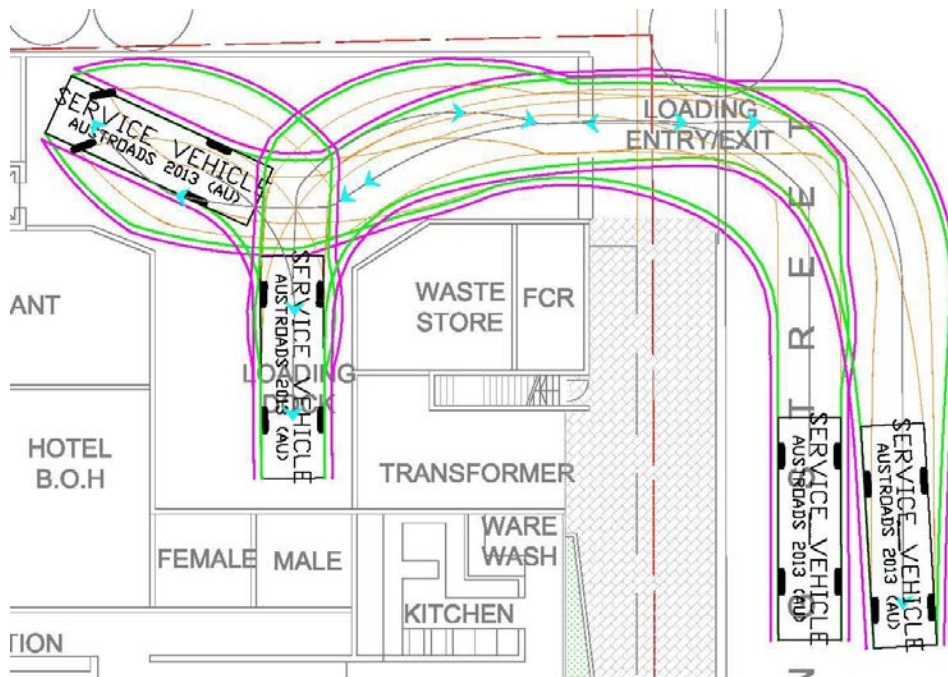 SERVICE VEHICLE
AUSTROADS 2013 (AU)
LOADING
ENTRY/EXIT
SERVICE VEHICLE
AUSTROADS 2013 (AU)
LOADING
DOCK
ANT
WASTE
STORE
FCR
STREET
HOTEL
B.O.H
TRANSFORMER
SERVICE VEHICLE
AUSTROADS 2013 (AU)
SERVICE VEHICLE
AUSTROADS 2013 (AU)
FEMALE
MALE
WARE
WASH
KITCHEN
TION